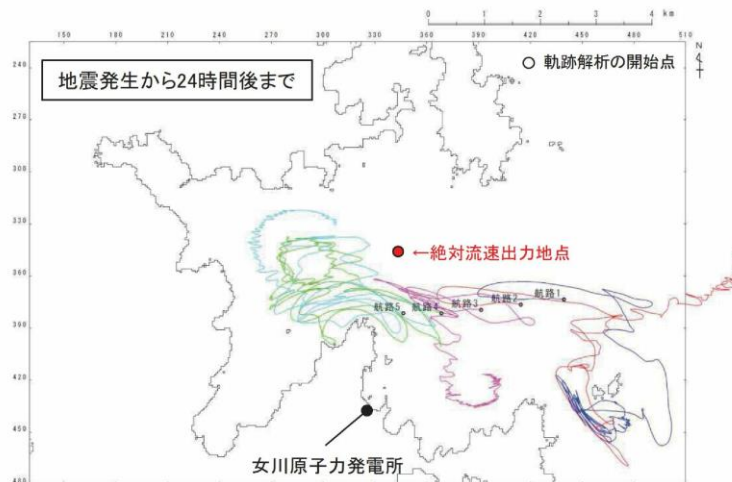 0 1 2 3 4 km
150 180 210 240 270 300 330 360 390 420 450 480 510
N
地震発生から24時間後まで
○ 軌跡解析の開始点
240
270
300
330
360
390
420
450
480
←絶対流速出力地点
航路5 航路4 航路3 航路2 航路1
女川原子力発電所